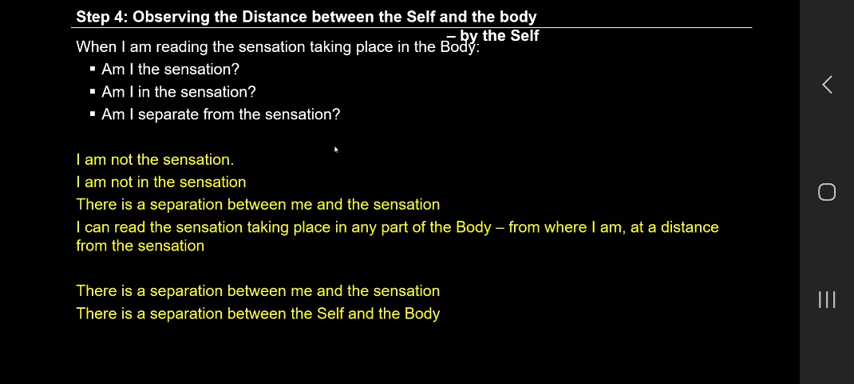 Step 4: Observing the Distance between the Self and the body
– by the Self
When I am reading the sensation taking place in the Body:
▪ Am I the sensation?
▪ Am I in the sensation?
▪ Am I separate from the sensation?
I am not the sensation.
I am not in the sensation
There is a separation between me and the sensation
I can read the sensation taking place in any part of the Body – from where I am, at a distance
from the sensation
There is a separation between me and the sensation
There is a separation between the Self and the Body